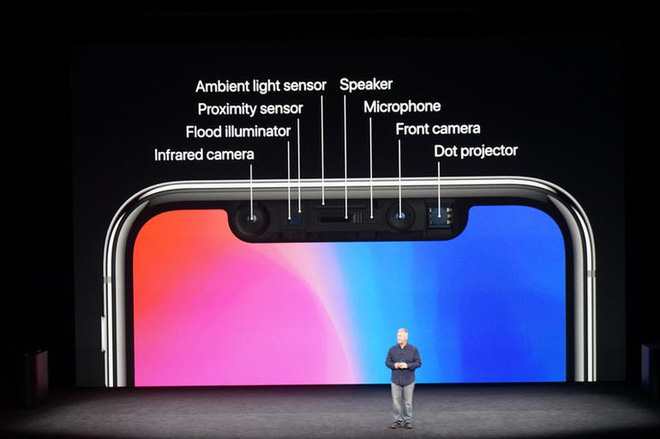 Ambient light sensor Speaker
Proximity sensor Microphone
Flood illuminator Front camera
Infrared camera Dot projector